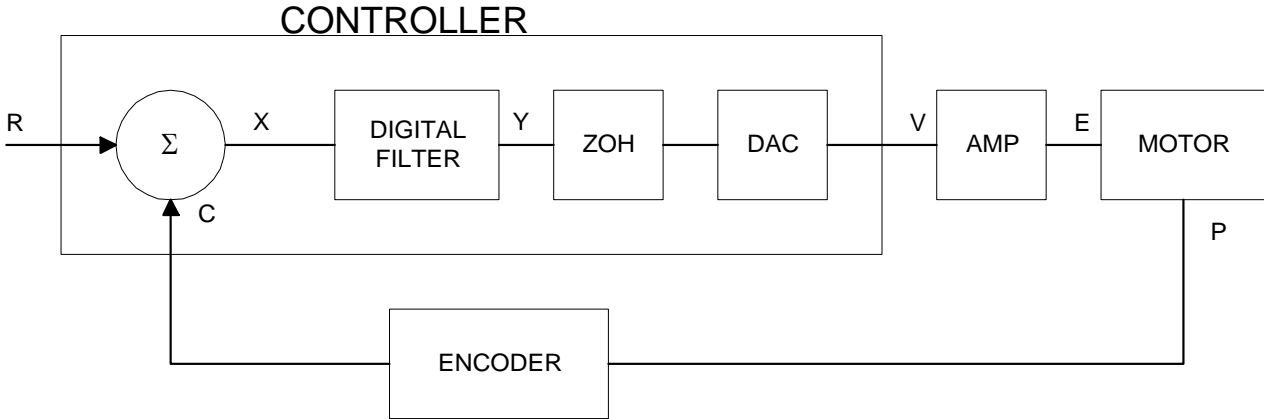 CONTROLLER
R
Σ
X
DIGITAL
FILTER
Y
ZOH
DAC
V
AMP
E
MOTOR
C
P
ENCODER